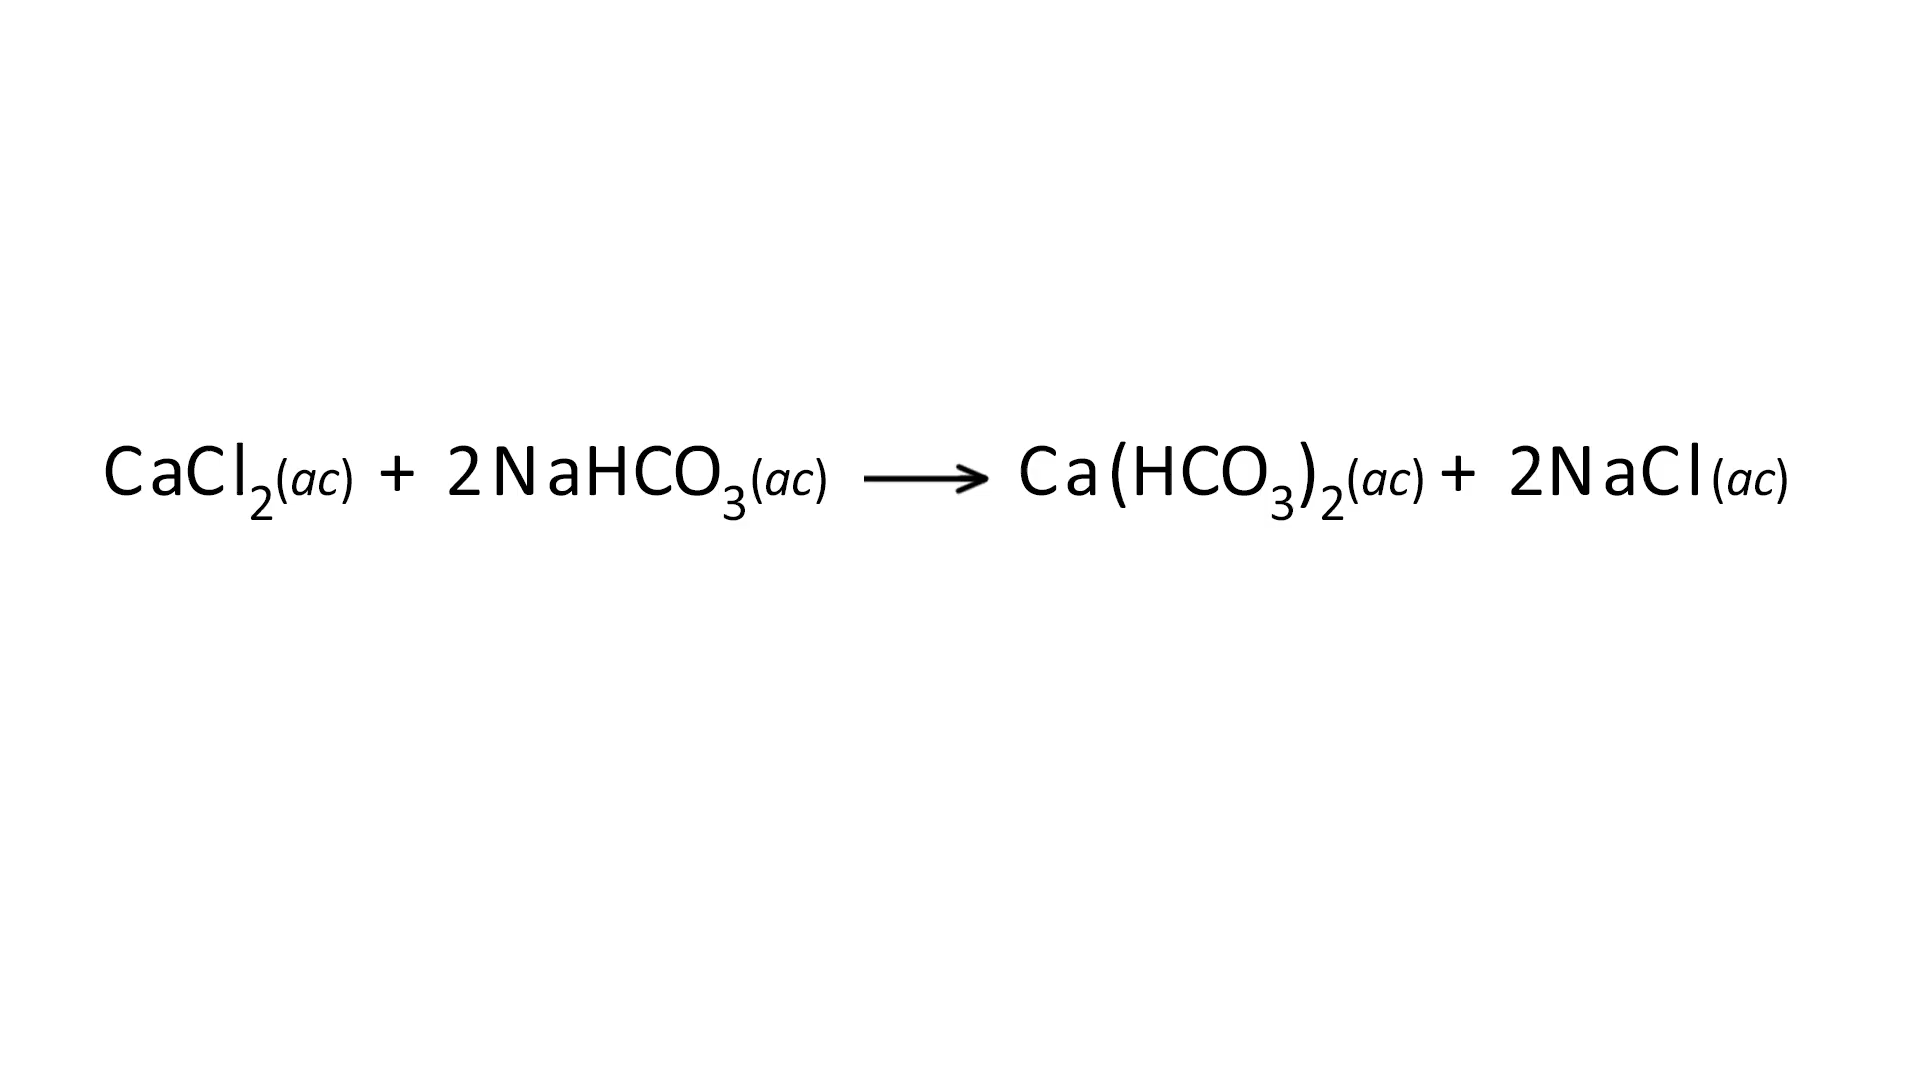 CaCl₂(ac) + 2NaHCO₃(ac) ⟶ Ca(HCO₃)₂(ac) + 2NaCl(ac)